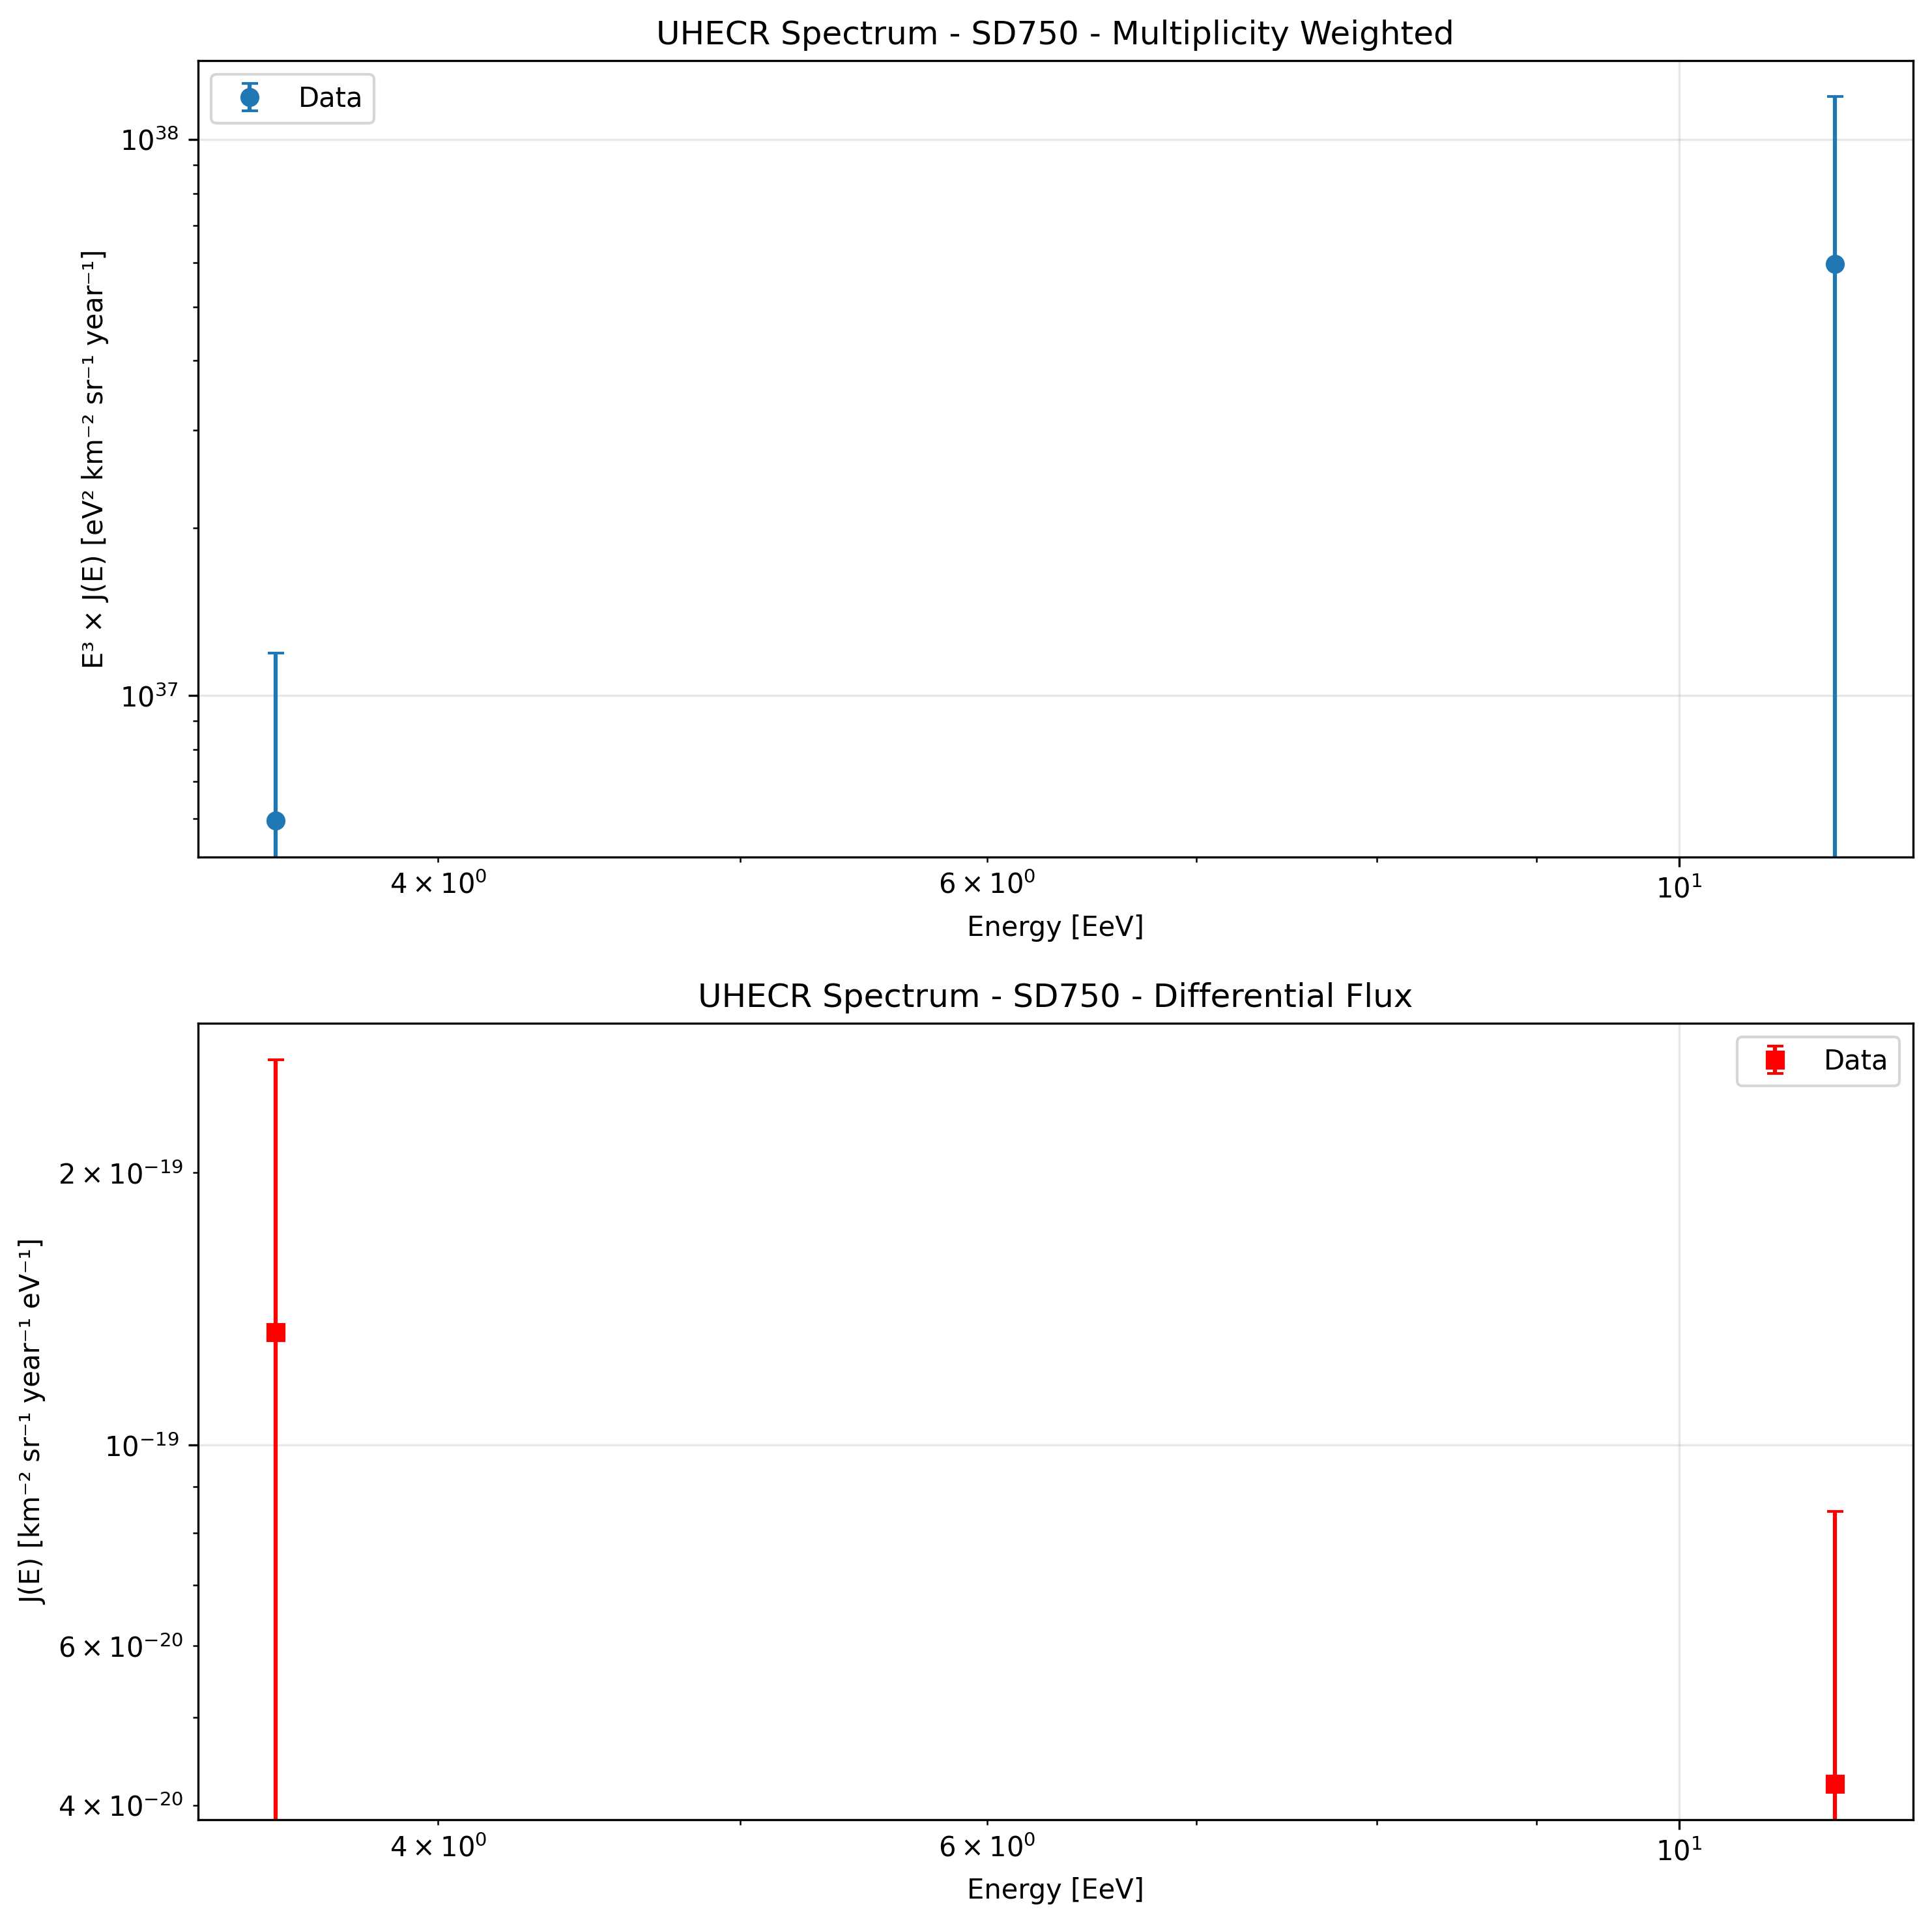 UHECR Spectrum - SD750 - Multiplicity Weighted
Data
10³⁸
10³⁷
E³ × J(E) [eV² km⁻² sr⁻¹ year⁻¹]
4 × 10⁰
6 × 10⁰
10¹
Energy [EeV]
UHECR Spectrum - SD750 - Differential Flux
Data
2 × 10⁻¹⁹
10⁻¹⁹
6 × 10⁻²⁰
4 × 10⁻²⁰
J(E) [km⁻² sr⁻¹ year⁻¹ eV⁻¹]
4 × 10⁰
6 × 10⁰
10¹
Energy [EeV]